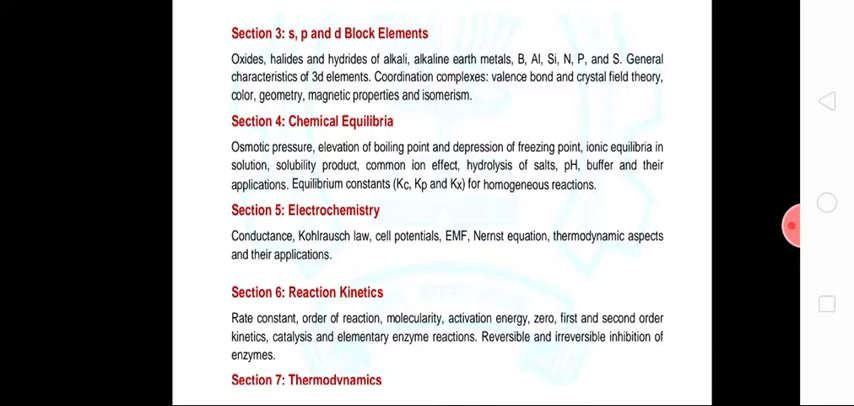 Section 3: s, p and d Block Elements
Oxides, halides and hydrides of alkali, alkaline earth metals, B, Al, Si, N, P, and S. General
characteristics of 3d elements. Coordination complexes: valence bond and crystal field theory,
color, geometry, magnetic properties and isomerism.
Section 4: Chemical Equilibria
Osmotic pressure, elevation of boiling point and depression of freezing point, ionic equilibria in
solution, solubility product, common ion effect, hydrolysis of salts, pH, buffer and their
applications. Equilibrium constants (Kc, Kp and Kx) for homogeneous reactions.
Section 5: Electrochemistry
Conductance, Kohlrausch law, cell potentials, EMF, Nernst equation, thermodynamic aspects
and their applications.
Section 6: Reaction Kinetics
Rate constant, order of reaction, molecularity, activation energy, zero, first and second order
kinetics, catalysis and elementary enzyme reactions. Reversible and irreversible inhibition of
enzymes.
Section 7: Thermodynamics